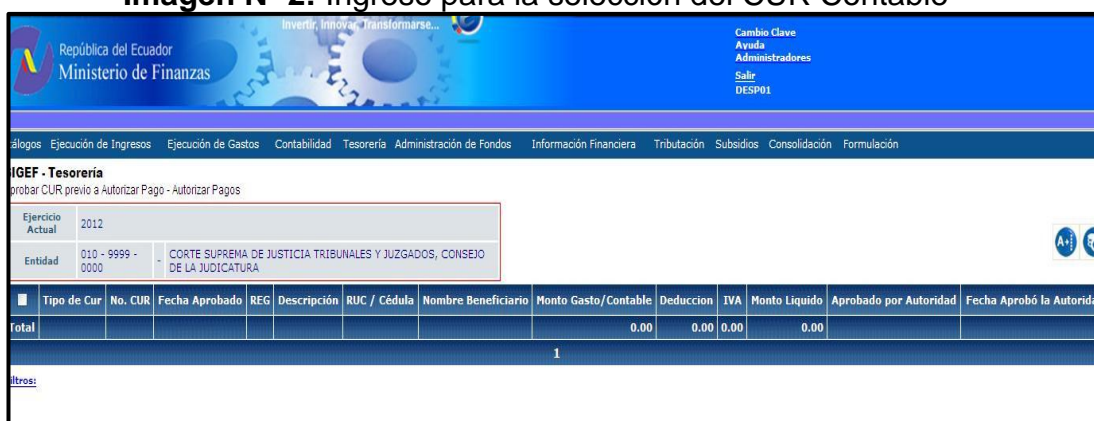 Imagen N° 2: Ingreso para la selección del CUR Contable
Invertir, Innovar, Transformarse...
República del Ecuador
Ministerio de Finanzas
Cambio Clave
Ayuda
Administradores
Salir
DESP01
tálogos Ejecución de Ingresos Ejecución de Gastos Contabilidad Tesorería Administración de Fondos Información Financiera Tributación Subsidios Consolidación Formulación
SIGEF - Tesorería
probar CUR previo a Autorizar Pago - Autorizar Pagos
Ejercicio Actual 2012
Entidad 010 - 9999 - 0000 - CORTE SUPREMA DE JUSTICIA TRIBUNALES Y JUZGADOS, CONSEJO
DE LA JUDICATURA
Tipo de Cur No. CUR Fecha Aprobado REG Descripción RUC / Cédula Nombre Beneficiario Monto Gasto/Contable Deduccion IVA Monto Liquido Aprobado por Autoridad Fecha Aprobó la Autorida
Total 0.00 0.00 0.00 0.00
1
iltros: